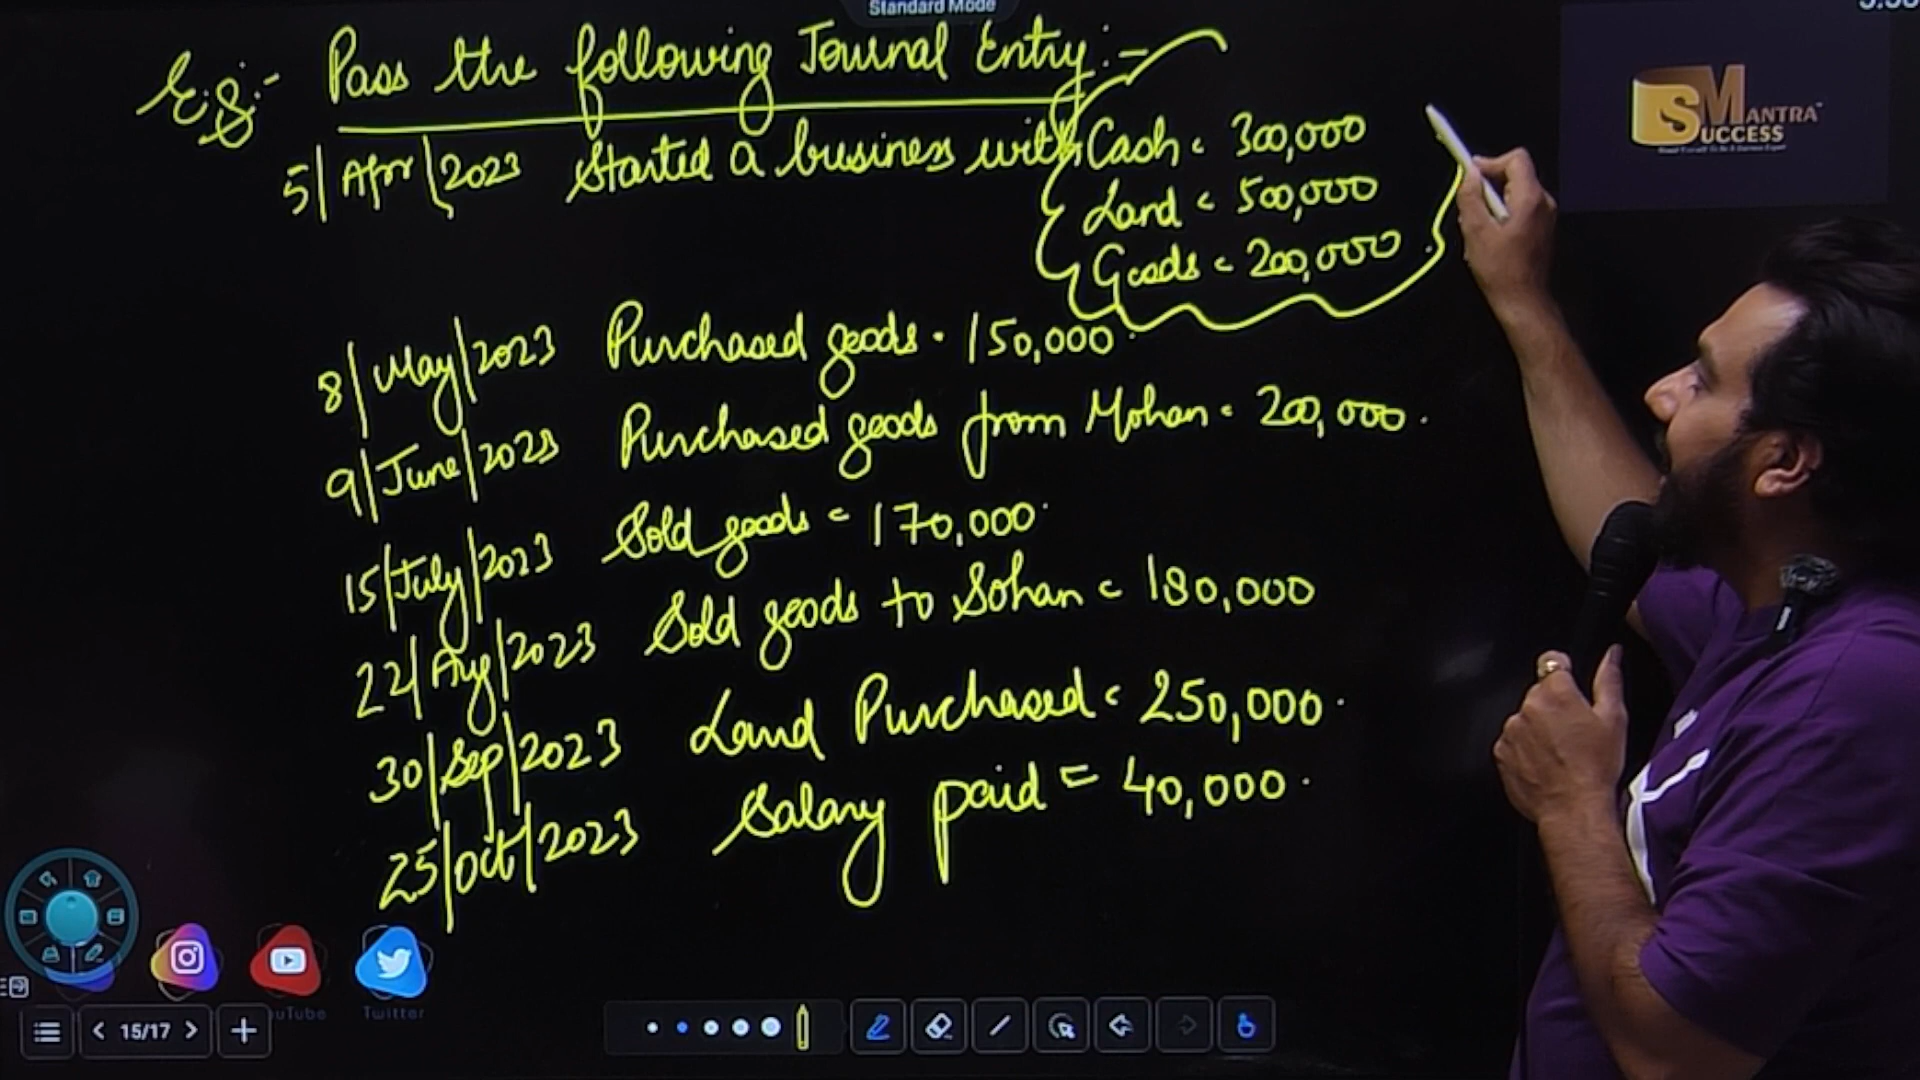 Standard Mode
E.g:- Pass the following Journal Entry:-
5/Apr/2023 Started a business with Cash = 300,000
Land = 500,000
Goods = 200,000.
8/May/2023 Purchased goods = 150,000.
9/June/2023 Purchased goods from Mohan = 200,000.
15/July/2023 Sold goods = 170,000.
22/Aug/2023 Sold goods to Sohan = 180,000
30/Sep/2023 Land Purchased = 250,000.
25/Oct/2023 Salary paid = 40,000.
SUCCESS MANTRA
15/17
uTube
Twitter